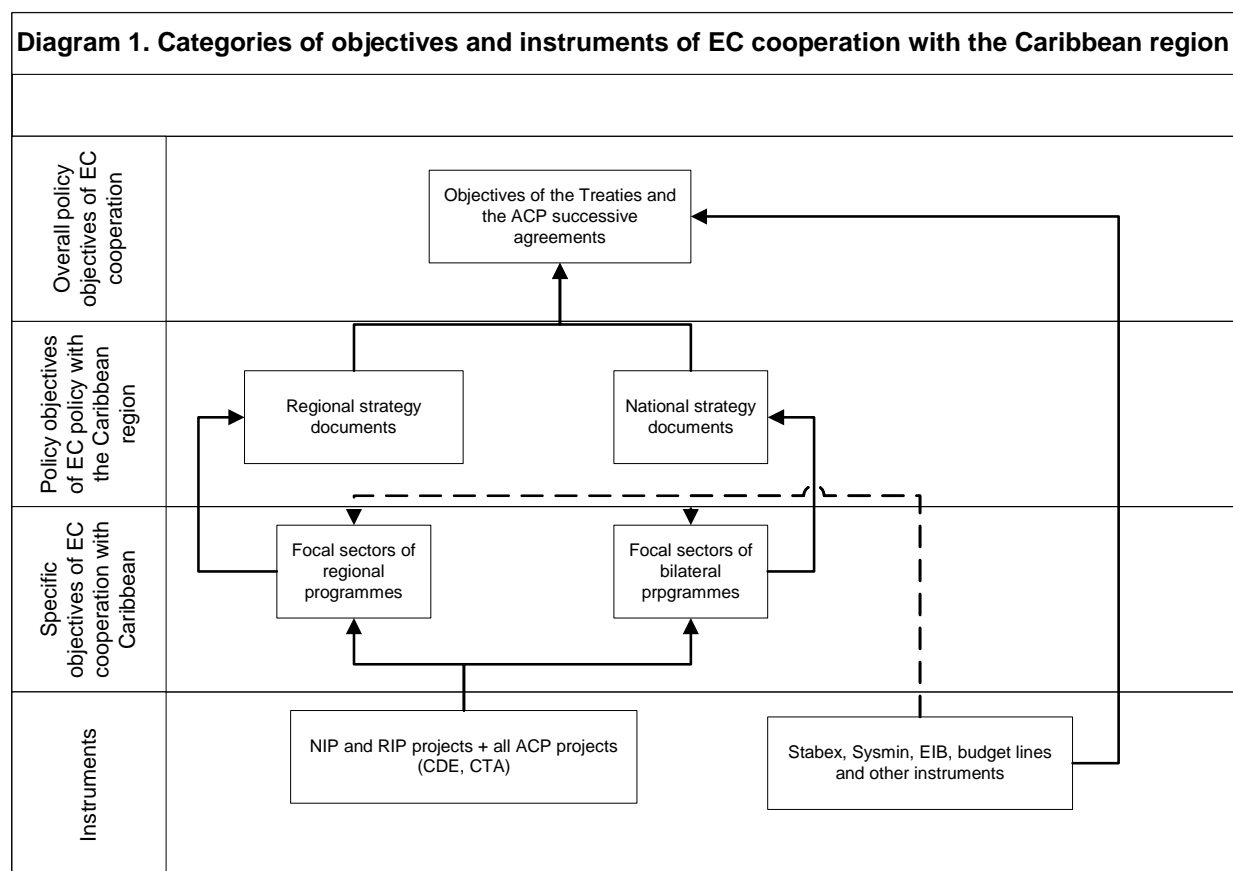 Diagram 1. Categories of objectives and instruments of EC cooperation with the Caribbean region
Overall policy
objectives of EC
cooperation
Objectives of the Treaties and
the ACP successive
agreements
Policy objectives
of EC policy with
the Caribbean
region
Regional strategy
documents
National strategy
documents
Specific
objectives of EC
cooperation with
Caribbean
Focal sectors of
regional
programmes
Focal sectors of
bilateral
prpgrammes
Instruments
NIP and RIP projects + all ACP projects
(CDE, CTA)
Stabex, Sysmin, EIB, budget lines
and other instruments